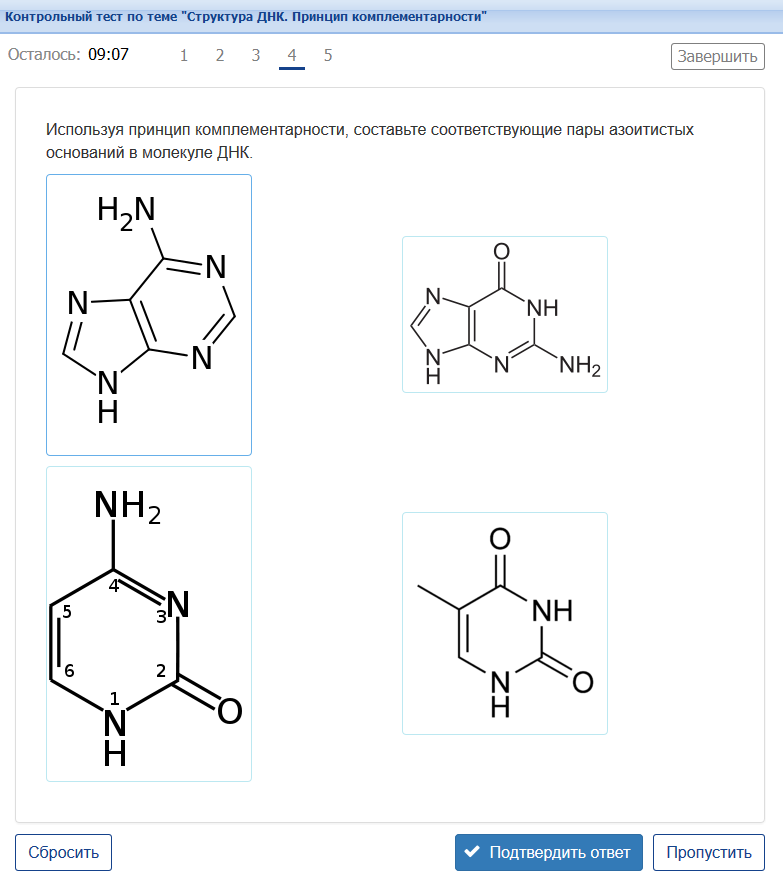 Контрольный тест по теме "Структура ДНК. Принцип комплементарности"
Осталось: 09:07 1 2 3 4 5 Завершить
Используя принцип комплементарности, составьте соответствующие пары азоитистых
оснований в молекуле ДНК.
H2N
N
N
N
N
H
O
N
NH
N
H
N
NH2
NH2
4
5
3
N
6
2
1
N
H
O
O
NH
N
H
O
Сбросить Подтвердить ответ Пропустить